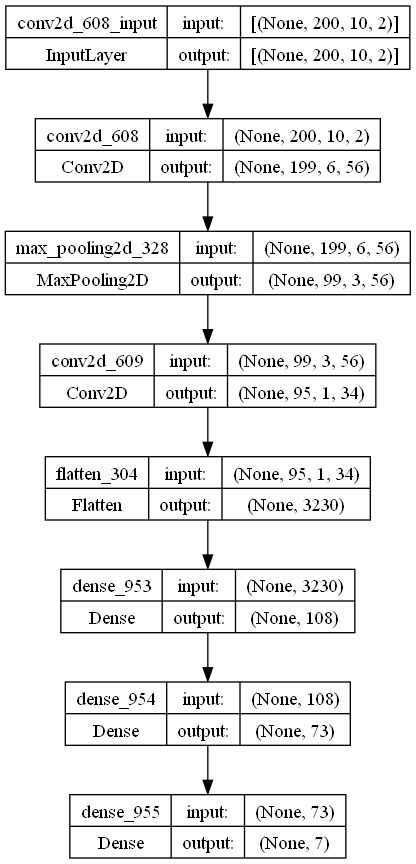 conv2d_608_input input: [(None, 200, 10, 2)]
InputLayer output: [(None, 200, 10, 2)]
conv2d_608 input: (None, 200, 10, 2)
Conv2D output: (None, 199, 6, 56)
max_pooling2d_328 input: (None, 199, 6, 56)
MaxPooling2D output: (None, 99, 3, 56)
conv2d_609 input: (None, 99, 3, 56)
Conv2D output: (None, 95, 1, 34)
flatten_304 input: (None, 95, 1, 34)
Flatten output: (None, 3230)
dense_953 input: (None, 3230)
Dense output: (None, 108)
dense_954 input: (None, 108)
Dense output: (None, 73)
dense_955 input: (None, 73)
Dense output: (None, 7)